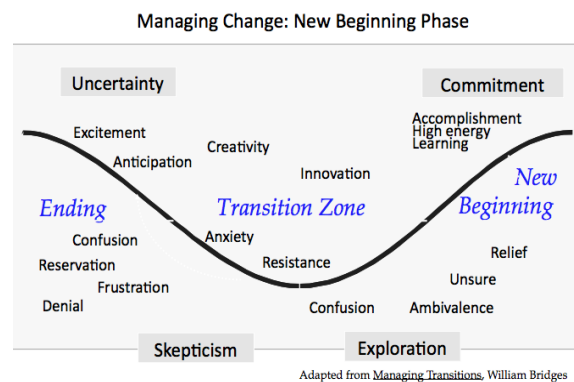 Managing Change: New Beginning Phase
Uncertainty
Commitment
Excitement
Anticipation
Creativity
Innovation
Accomplishment
High energy
Learning
Ending
Transition Zone
New
Beginning
Confusion
Reservation
Frustration
Denial
Anxiety
Resistance
Confusion
Relief
Unsure
Ambivalence
Skepticism
Exploration
Adapted from Managing Transitions, William Bridges